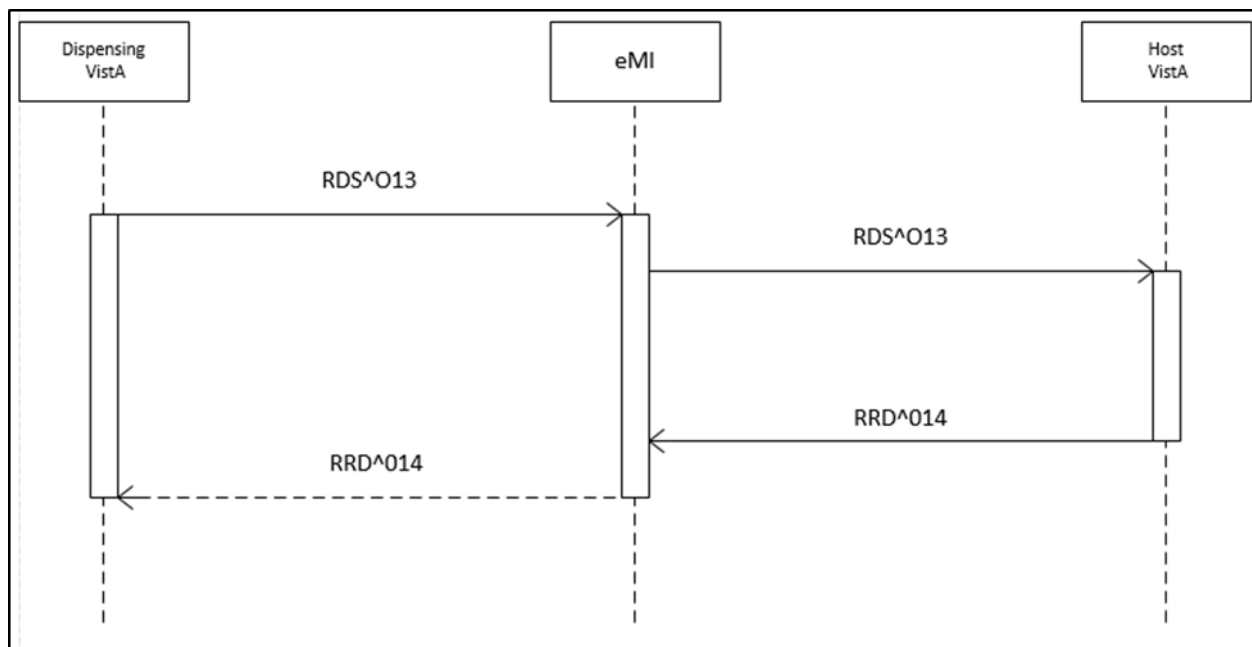 Dispensing
VistA
eMI
Host
VistA
RDS^O13
RDS^O13
RRD^014
RRD^014